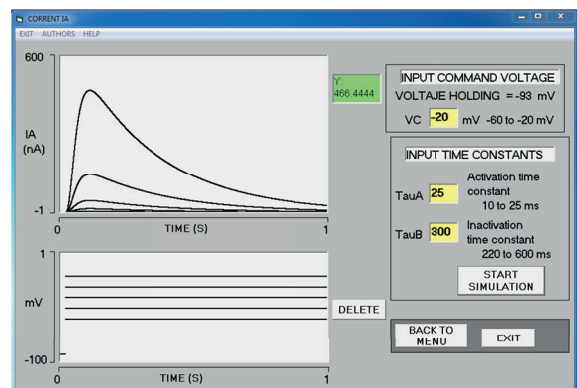 CORRENT IA
EXIT AUTHORS HELP
600
IA
(nA)
-1
0
TIME (S)
1
Y:
466.4444
INPUT COMMAND VOLTAGE
VOLTAJE HOLDING = -93 mV
VC -20 mV -60 to -20 mV
INPUT TIME CONSTANTS
TauA 25 Activation time
constant
10 to 25 ms
TauB 300 Inactivation
time constant
220 to 600 ms
START
SIMULATION
1
mV
-100
0
TIME (S)
1
DELETE
BACK TO
MENU
EXIT